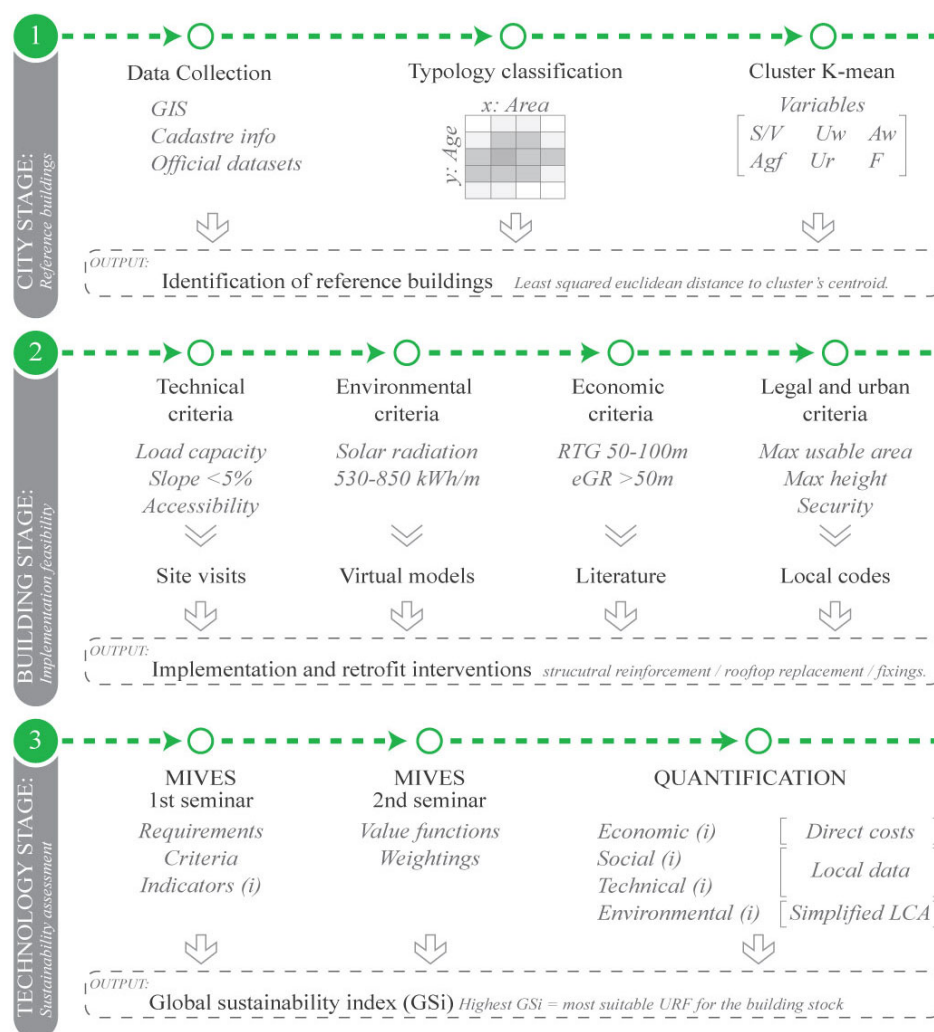 1
CITY STAGE:
Reference buildings
Data Collection
GIS
Cadastre info
Official datasets
Typology classification
x: Area
y: Age
Cluster K-mean
Variables
S/V Uw Aw
Agf Ur F
OUTPUT:
Identification of reference buildings Least squared euclidean distance to cluster's centroid.
2
BUILDING STAGE:
Implementation feasibility
Technical
criteria
Load capacity
Slope <5%
Accessibility
Site visits
Environmental
criteria
Solar radiation
530-850 kWh/m
Virtual models
Economic
criteria
RTG 50-100m
eGR >50m
Literature
Legal and urban
criteria
Max usable area
Max height
Security
Local codes
OUTPUT:
Implementation and retrofit interventions strucutral reinforcement / rooftop replacement / fixings.
3
TECHNOLOGY STAGE:
Sustainability assessment
MIVES
1st seminar
Requirements
Criteria
Indicators (i)
MIVES
2nd seminar
Value functions
Weightings
QUANTIFICATION
Economic (i) [ Direct costs ]
Social (i)
Technical (i)
[ Local data ]
Environmental (i) [Simplified LCA]
OUTPUT:
Global sustainability index (GSi) Highest GSi = most suitable URF for the building stock